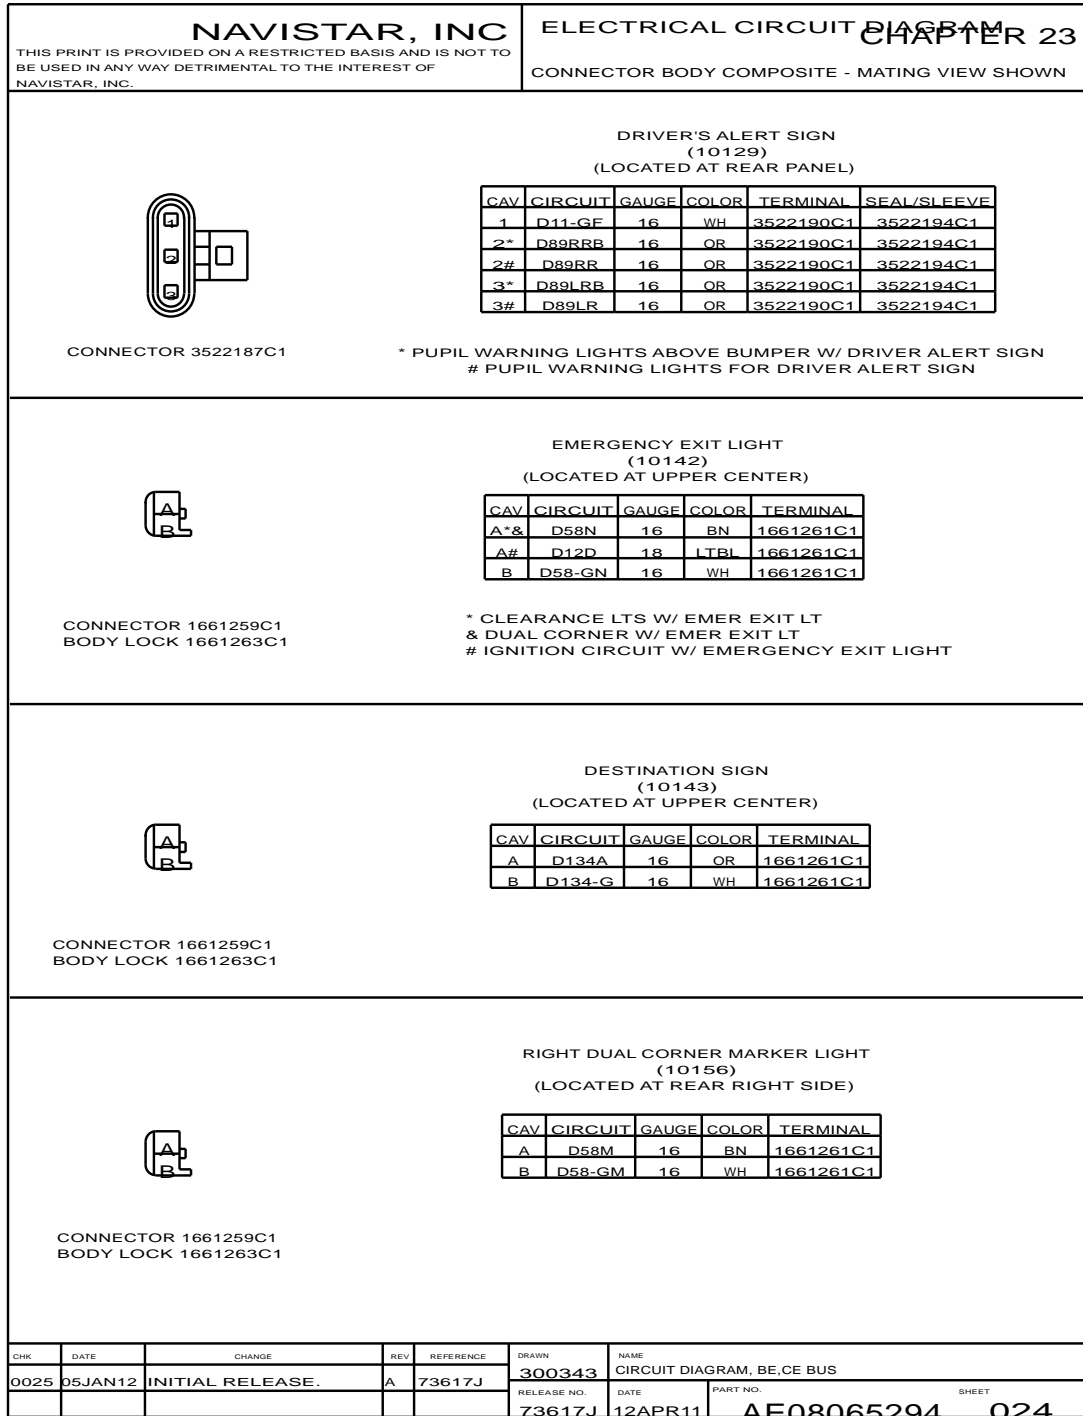 NAVISTAR, INC
THIS PRINT IS PROVIDED ON A RESTRICTED BASIS AND IS NOT TO
BE USED IN ANY WAY DETRIMENTAL TO THE INTEREST OF
NAVISTAR, INC.
ELECTRICAL CIRCUIT DIAGRAM
CHAPTER 23
CONNECTOR BODY COMPOSITE - MATING VIEW SHOWN
DRIVER'S ALERT SIGN
(10129)
(LOCATED AT REAR PANEL)
1
2
3
CAV CIRCUIT GAUGE COLOR TERMINAL SEAL/SLEEVE
1 D11-GF 16 WH 3522190C1 3522194C1
2* D89RRB 16 OR 3522190C1 3522194C1
2# D89RR 16 OR 3522190C1 3522194C1
3* D89LRB 16 OR 3522190C1 3522194C1
3# D89LR 16 OR 3522190C1 3522194C1
CONNECTOR 3522187C1
* PUPIL WARNING LIGHTS ABOVE BUMPER W/ DRIVER ALERT SIGN
# PUPIL WARNING LIGHTS FOR DRIVER ALERT SIGN
EMERGENCY EXIT LIGHT
(10142)
(LOCATED AT UPPER CENTER)
A
B
CAV CIRCUIT GAUGE COLOR TERMINAL
A*& D58N 16 BN 1661261C1
A# D12D 18 LTBL 1661261C1
B D58-GN 16 WH 1661261C1
CONNECTOR 1661259C1
BODY LOCK 1661263C1
* CLEARANCE LTS W/ EMER EXIT LT
& DUAL CORNER W/ EMER EXIT LT
# IGNITION CIRCUIT W/ EMERGENCY EXIT LIGHT
DESTINATION SIGN
(10143)
(LOCATED AT UPPER CENTER)
A
B
CAV CIRCUIT GAUGE COLOR TERMINAL
A D134A 16 OR 1661261C1
B D134-G 16 WH 1661261C1
CONNECTOR 1661259C1
BODY LOCK 1661263C1
RIGHT DUAL CORNER MARKER LIGHT
(10156)
(LOCATED AT REAR RIGHT SIDE)
A
B
CAV CIRCUIT GAUGE COLOR TERMINAL
A D58M 16 BN 1661261C1
B D58-GM 16 WH 1661261C1
CONNECTOR 1661259C1
BODY LOCK 1661263C1
CHK DATE CHANGE REV REFERENCE
0025 05JAN12 INITIAL RELEASE. A 73617J
DRAWN
300343
NAME
CIRCUIT DIAGRAM, BE,CE BUS
RELEASE NO.
73617J
DATE
12APR11
PART NO.
AE08065294
SHEET
024